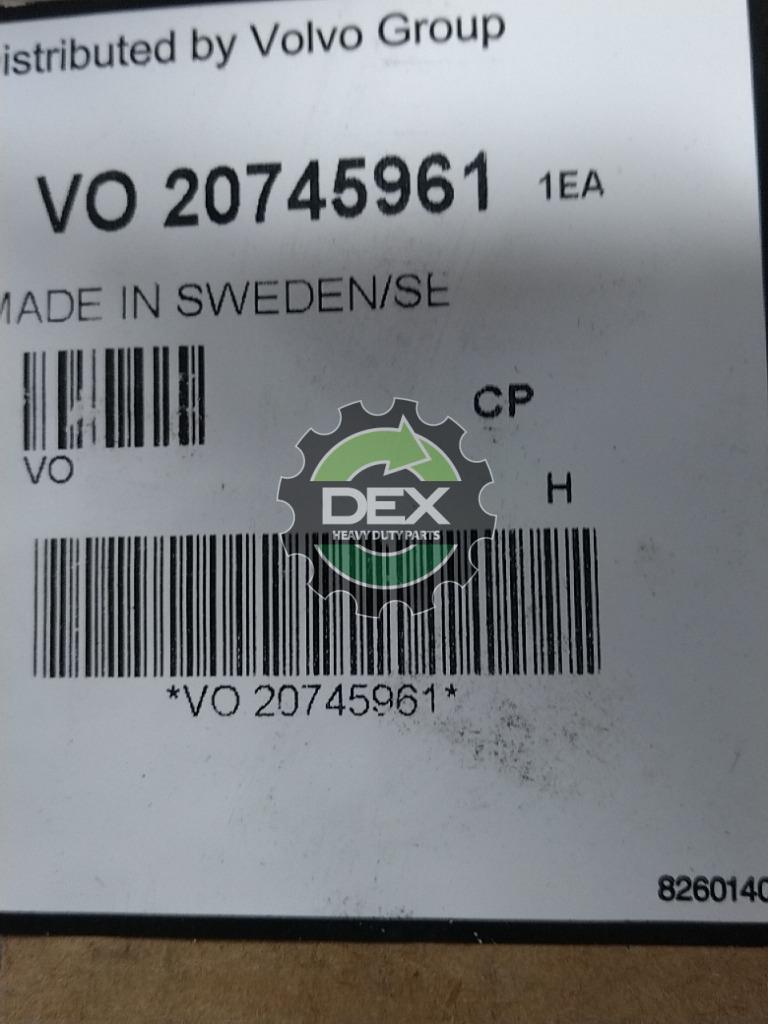 istributed by Volvo Group
VO 20745961 1EA
MADE IN SWEDEN/SE
CP
VO
H
DEX
HEAVY DUTY PARTS
*VO 20745961*
8260140